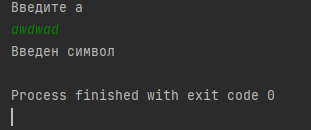 Введите а
awdwad
Введен символ
Process finished with exit code 0